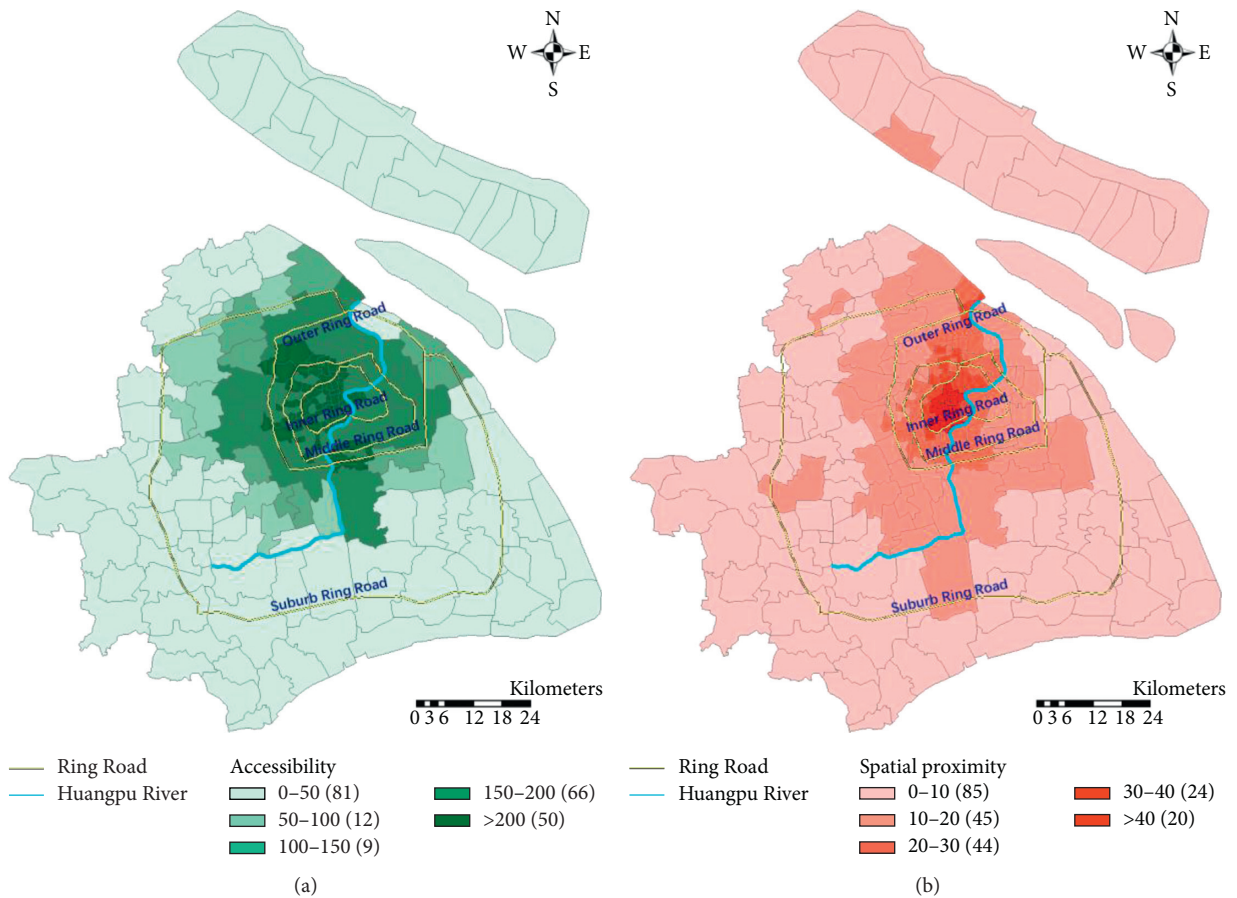 N
W E
S
Outer Ring Road
Inner Ring Road
Middle Ring Road
Suburb Ring Road
Kilometers
0 3 6 12 18 24
Ring Road
Huangpu River
Accessibility
0–50 (81)
50–100 (12)
100–150 (9)
150–200 (66)
>200 (50)
(a)
N
W E
S
Outer Ring Road
Inner Ring Road
Middle Ring Road
Suburb Ring Road
Kilometers
0 3 6 12 18 24
Ring Road
Huangpu River
Spatial proximity
0–10 (85)
10–20 (45)
20–30 (44)
30–40 (24)
>40 (20)
(b)